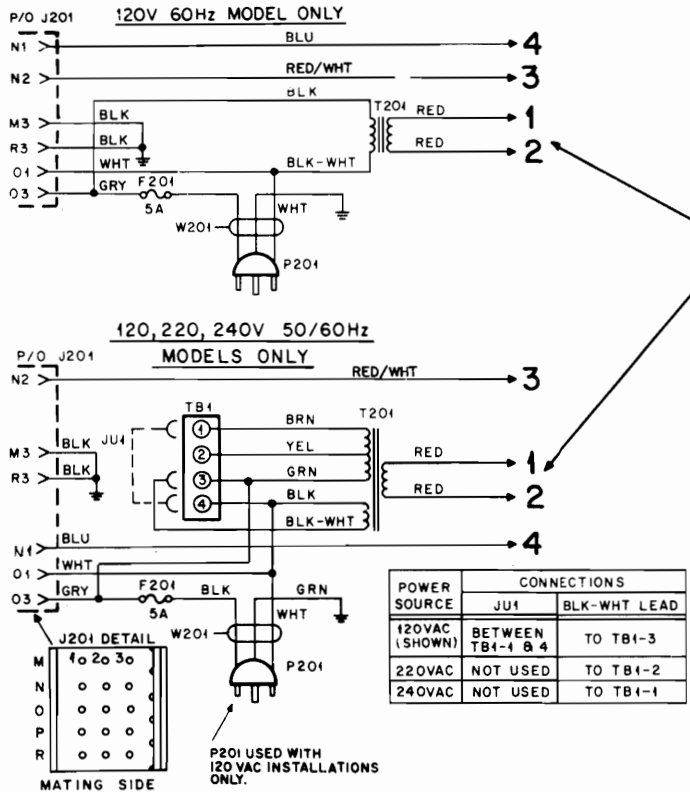 P/O J201 120V 60Hz MODEL ONLY
N1 BLU 4
N2 RED/WHT 3
BLK
T201 RED 1
M3 BLK
R3 BLK RED 2
O1 WHT BLK-WHT
O3 GRY F201
5A WHT
W201
P201
120, 220, 240V 50/60Hz
MODELS ONLY
P/O J201
N2 RED/WHT 3
TB1 T201
JU1 1 BRN
M3 BLK 2 YEL RED 1
R3 BLK 3 GRN
4 BLK RED 2
BLK-WHT
N1 BLU 4
O1 WHT
O3 GRY F201 BLK GRN
5A WHT
W201
P201
J201 DETAIL
M 1 2 3
N
O
P
R
MATING SIDE
P201 USED WITH
120 VAC INSTALLATIONS
ONLY.
POWER SOURCE CONNECTIONS
JU1 BLK-WHT LEAD
120VAC (SHOWN) BETWEEN TB1-1 & 4 TO TB1-3
220VAC NOT USED TO TB1-2
240VAC NOT USED TO TB1-1